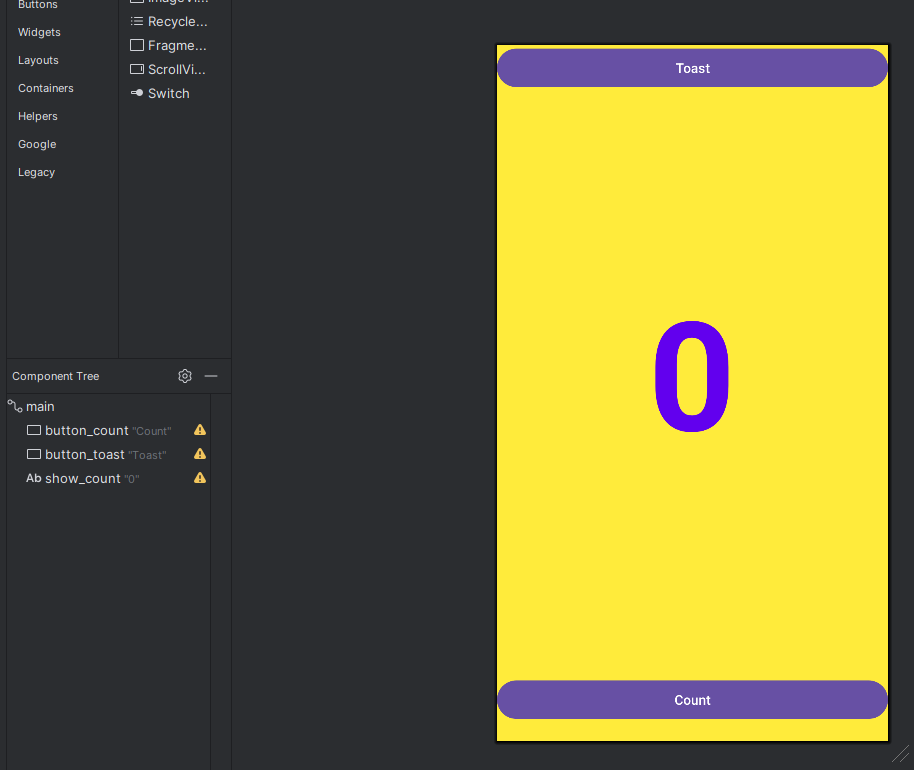 Buttons
Widgets
Layouts
Containers
Helpers
Google
Legacy
ImageVi...
Recycle...
Fragme...
ScrollVi...
Switch
Component Tree
main
button_count "Count"
button_toast "Toast"
Ab show_count "0"
Toast
0
Count